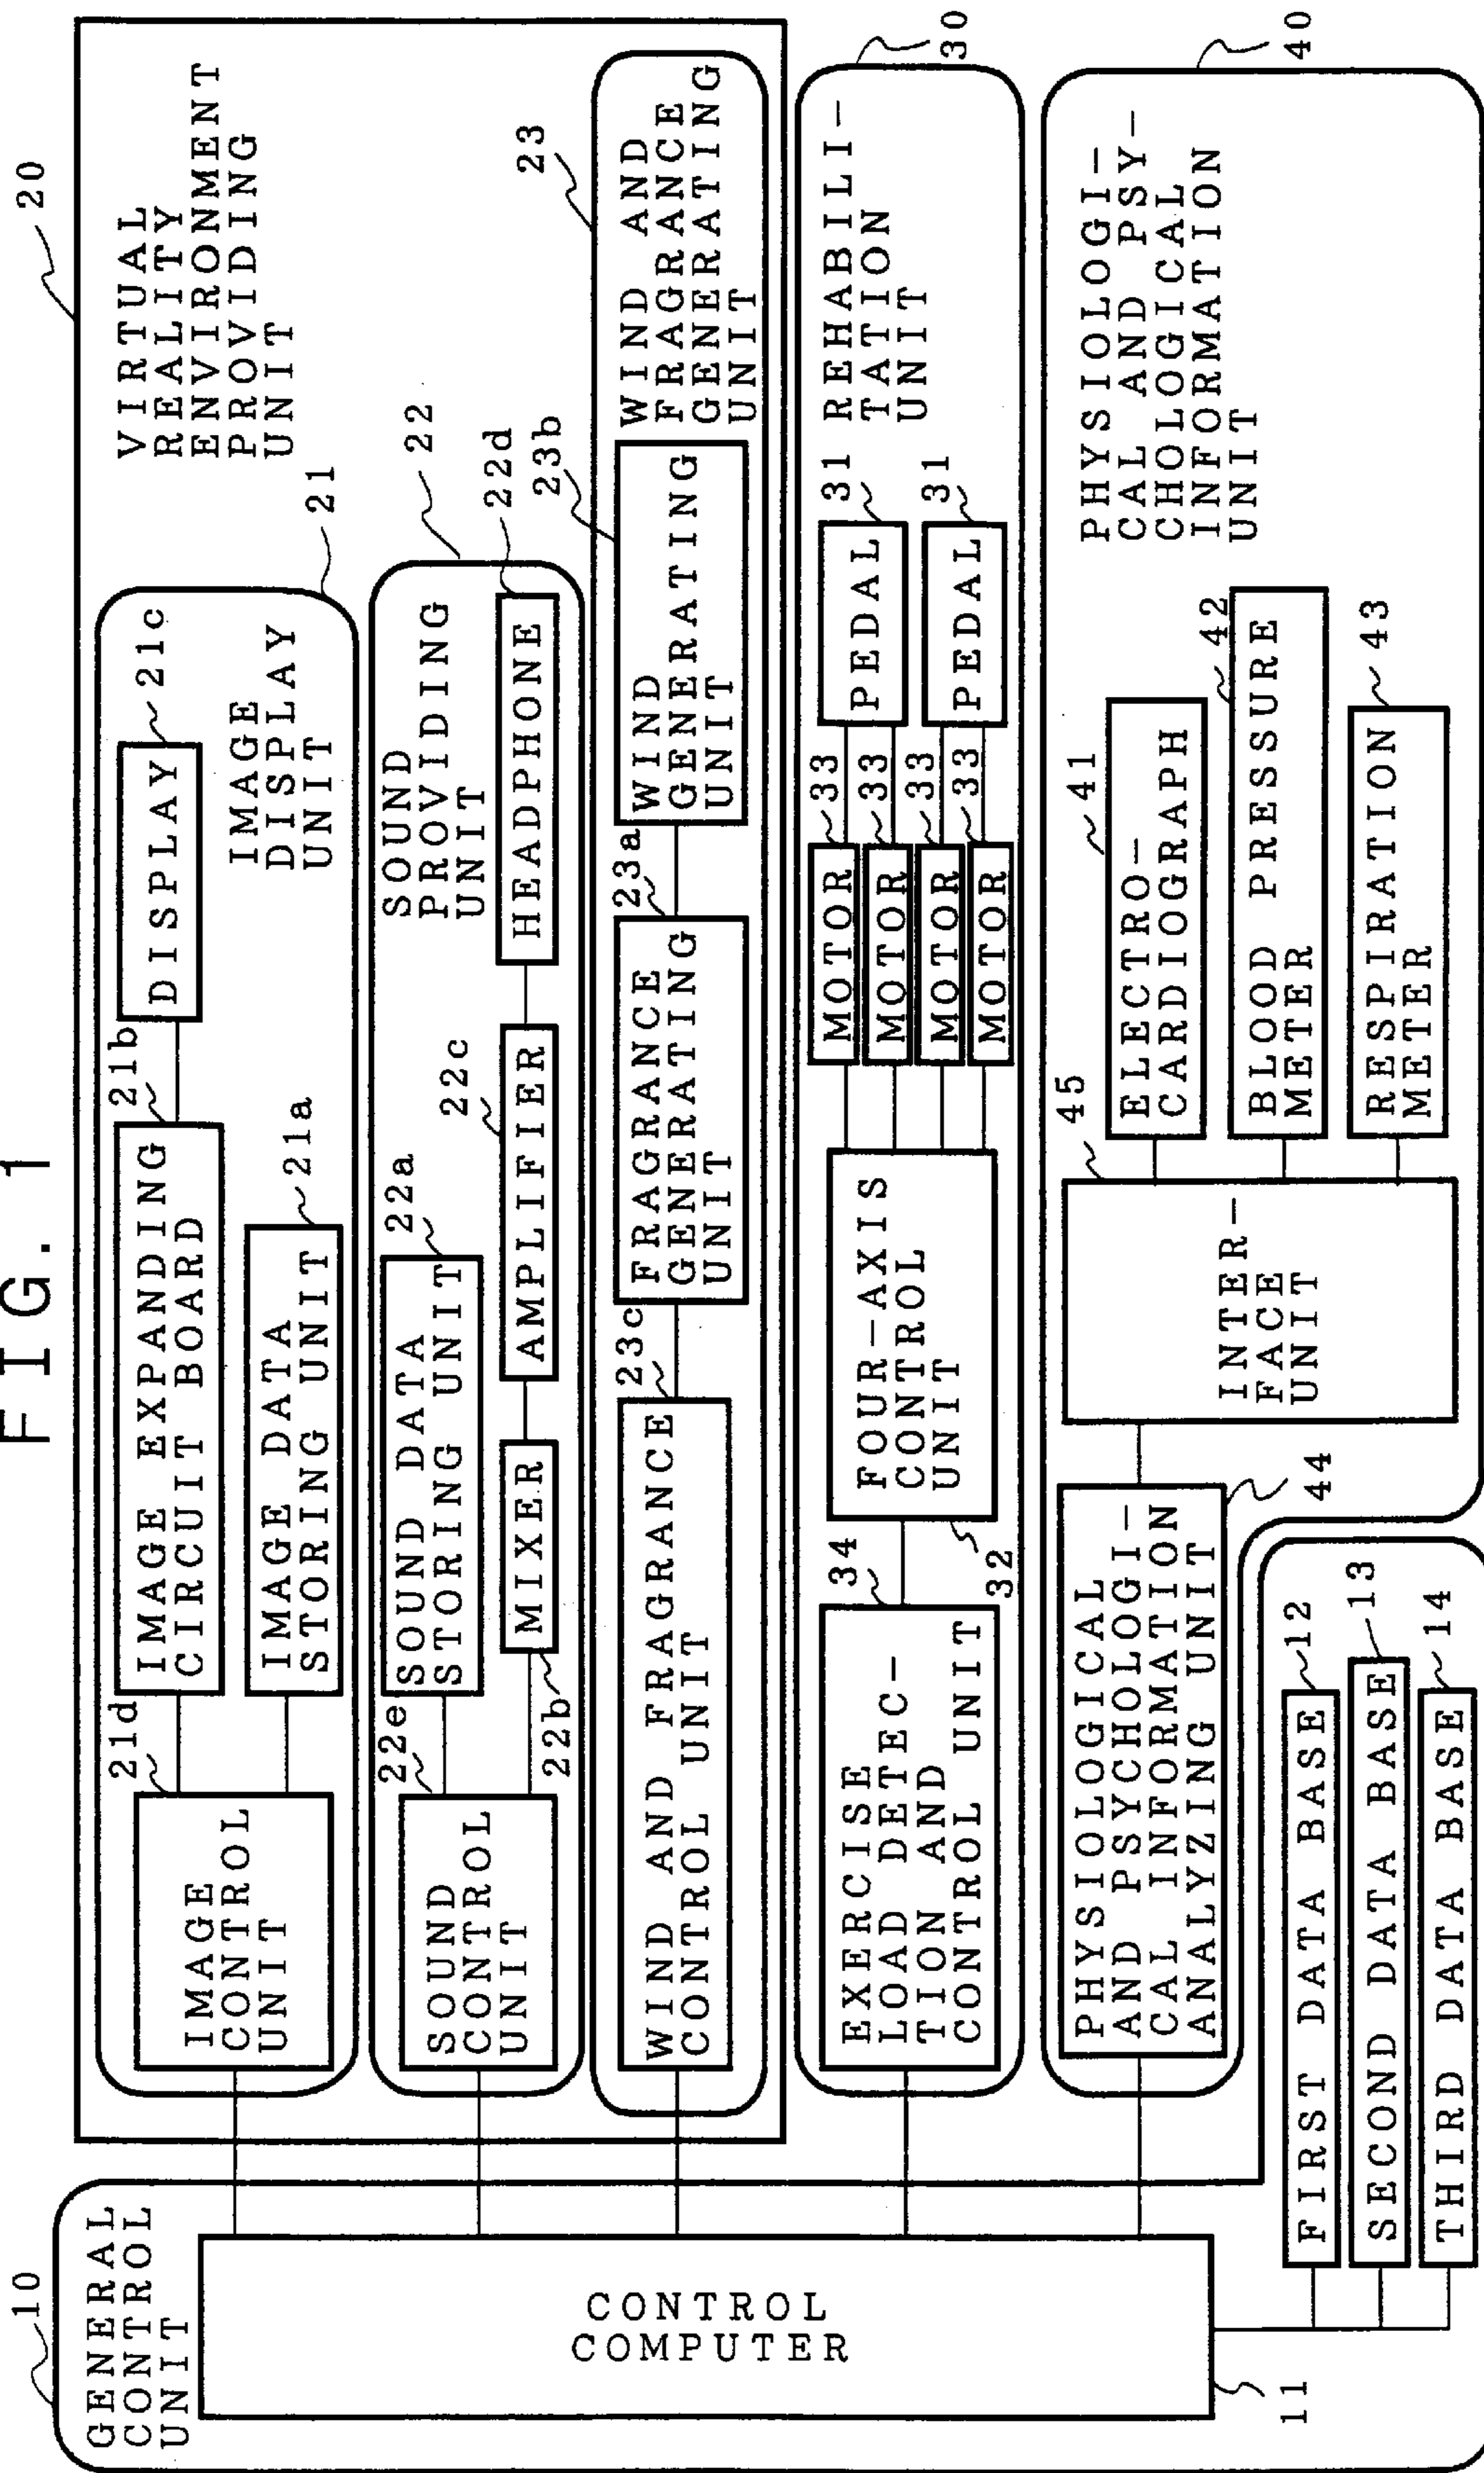 FIG. 1
10
GENERAL
CONTROL
UNIT
CONTROL
COMPUTER
11
FIRST DATA BASE
12
SECOND DATA BASE
13
THIRD DATA BASE
14
20
VIRTUAL
REALITY
ENVIRONMENT
PROVIDING
UNIT
21
IMAGE
DISPLAY
UNIT
21d
IMAGE
CONTROL
UNIT
21b
IMAGE EXPANDING
CIRCUIT BOARD
21c
DISPLAY
21a
IMAGE DATA
STORING UNIT
22
SOUND
PROVIDING
UNIT
22e
SOUND
CONTROL
UNIT
22a
SOUND DATA
STORING UNIT
22b
MIXER
22c
AMPLIFIER
22d
HEADPHONE
23
WIND AND
FRAGRANCE
GENERATING
UNIT
23c
WIND AND FRAGRANCE
CONTROL UNIT
23a
FRAGRANCE
GENERATING
UNIT
23b
WIND
GENERATING
UNIT
30
REHABILI-
TATION
UNIT
34
EXERCISE
LOAD DETEC-
TION AND
CONTROL UNIT
32
FOUR-AXIS
CONTROL
UNIT
MOTOR
33
MOTOR
33
MOTOR
33
MOTOR
33
PEDAL
31
PEDAL
31
40
PHYSIOLOGI-
CAL AND PSY-
CHOLOGICAL
INFORMATION
UNIT
PHYSIOLOGICAL
AND PSYCHOLOGI-
CAL INFORMATION
ANALYZING UNIT
44
45
INTER-
FACE
UNIT
ELECTRO-
CARDIOGRAPH
41
BLOOD PRESSURE
METER
42
RESPIRATION
METER
43